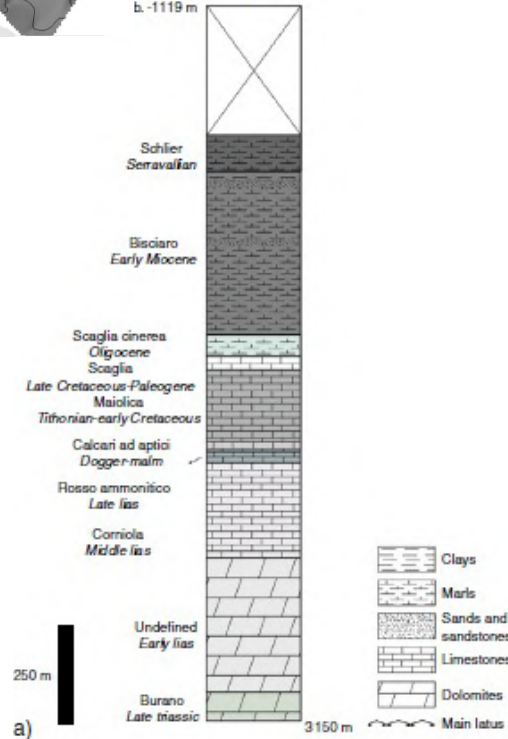 b. -1119 m
Schlier
Serravallian
Bisciaro
Early Miocene
Scaglia cinerea
Oligocene
Scaglia
Late Cretaceous-Paleogene
Maiolica
Tithonian-early Cretaceous
Calcari ad aptici
Dogger-malm
Rosso ammonitico
Late lias
Corniola
Middle lias
Undefined
Early lias
Burano
Late triassic
3150 m
250 m
a)
Clays
Marls
Sands and
sandstones
Limestones
Dolomites
Main latus